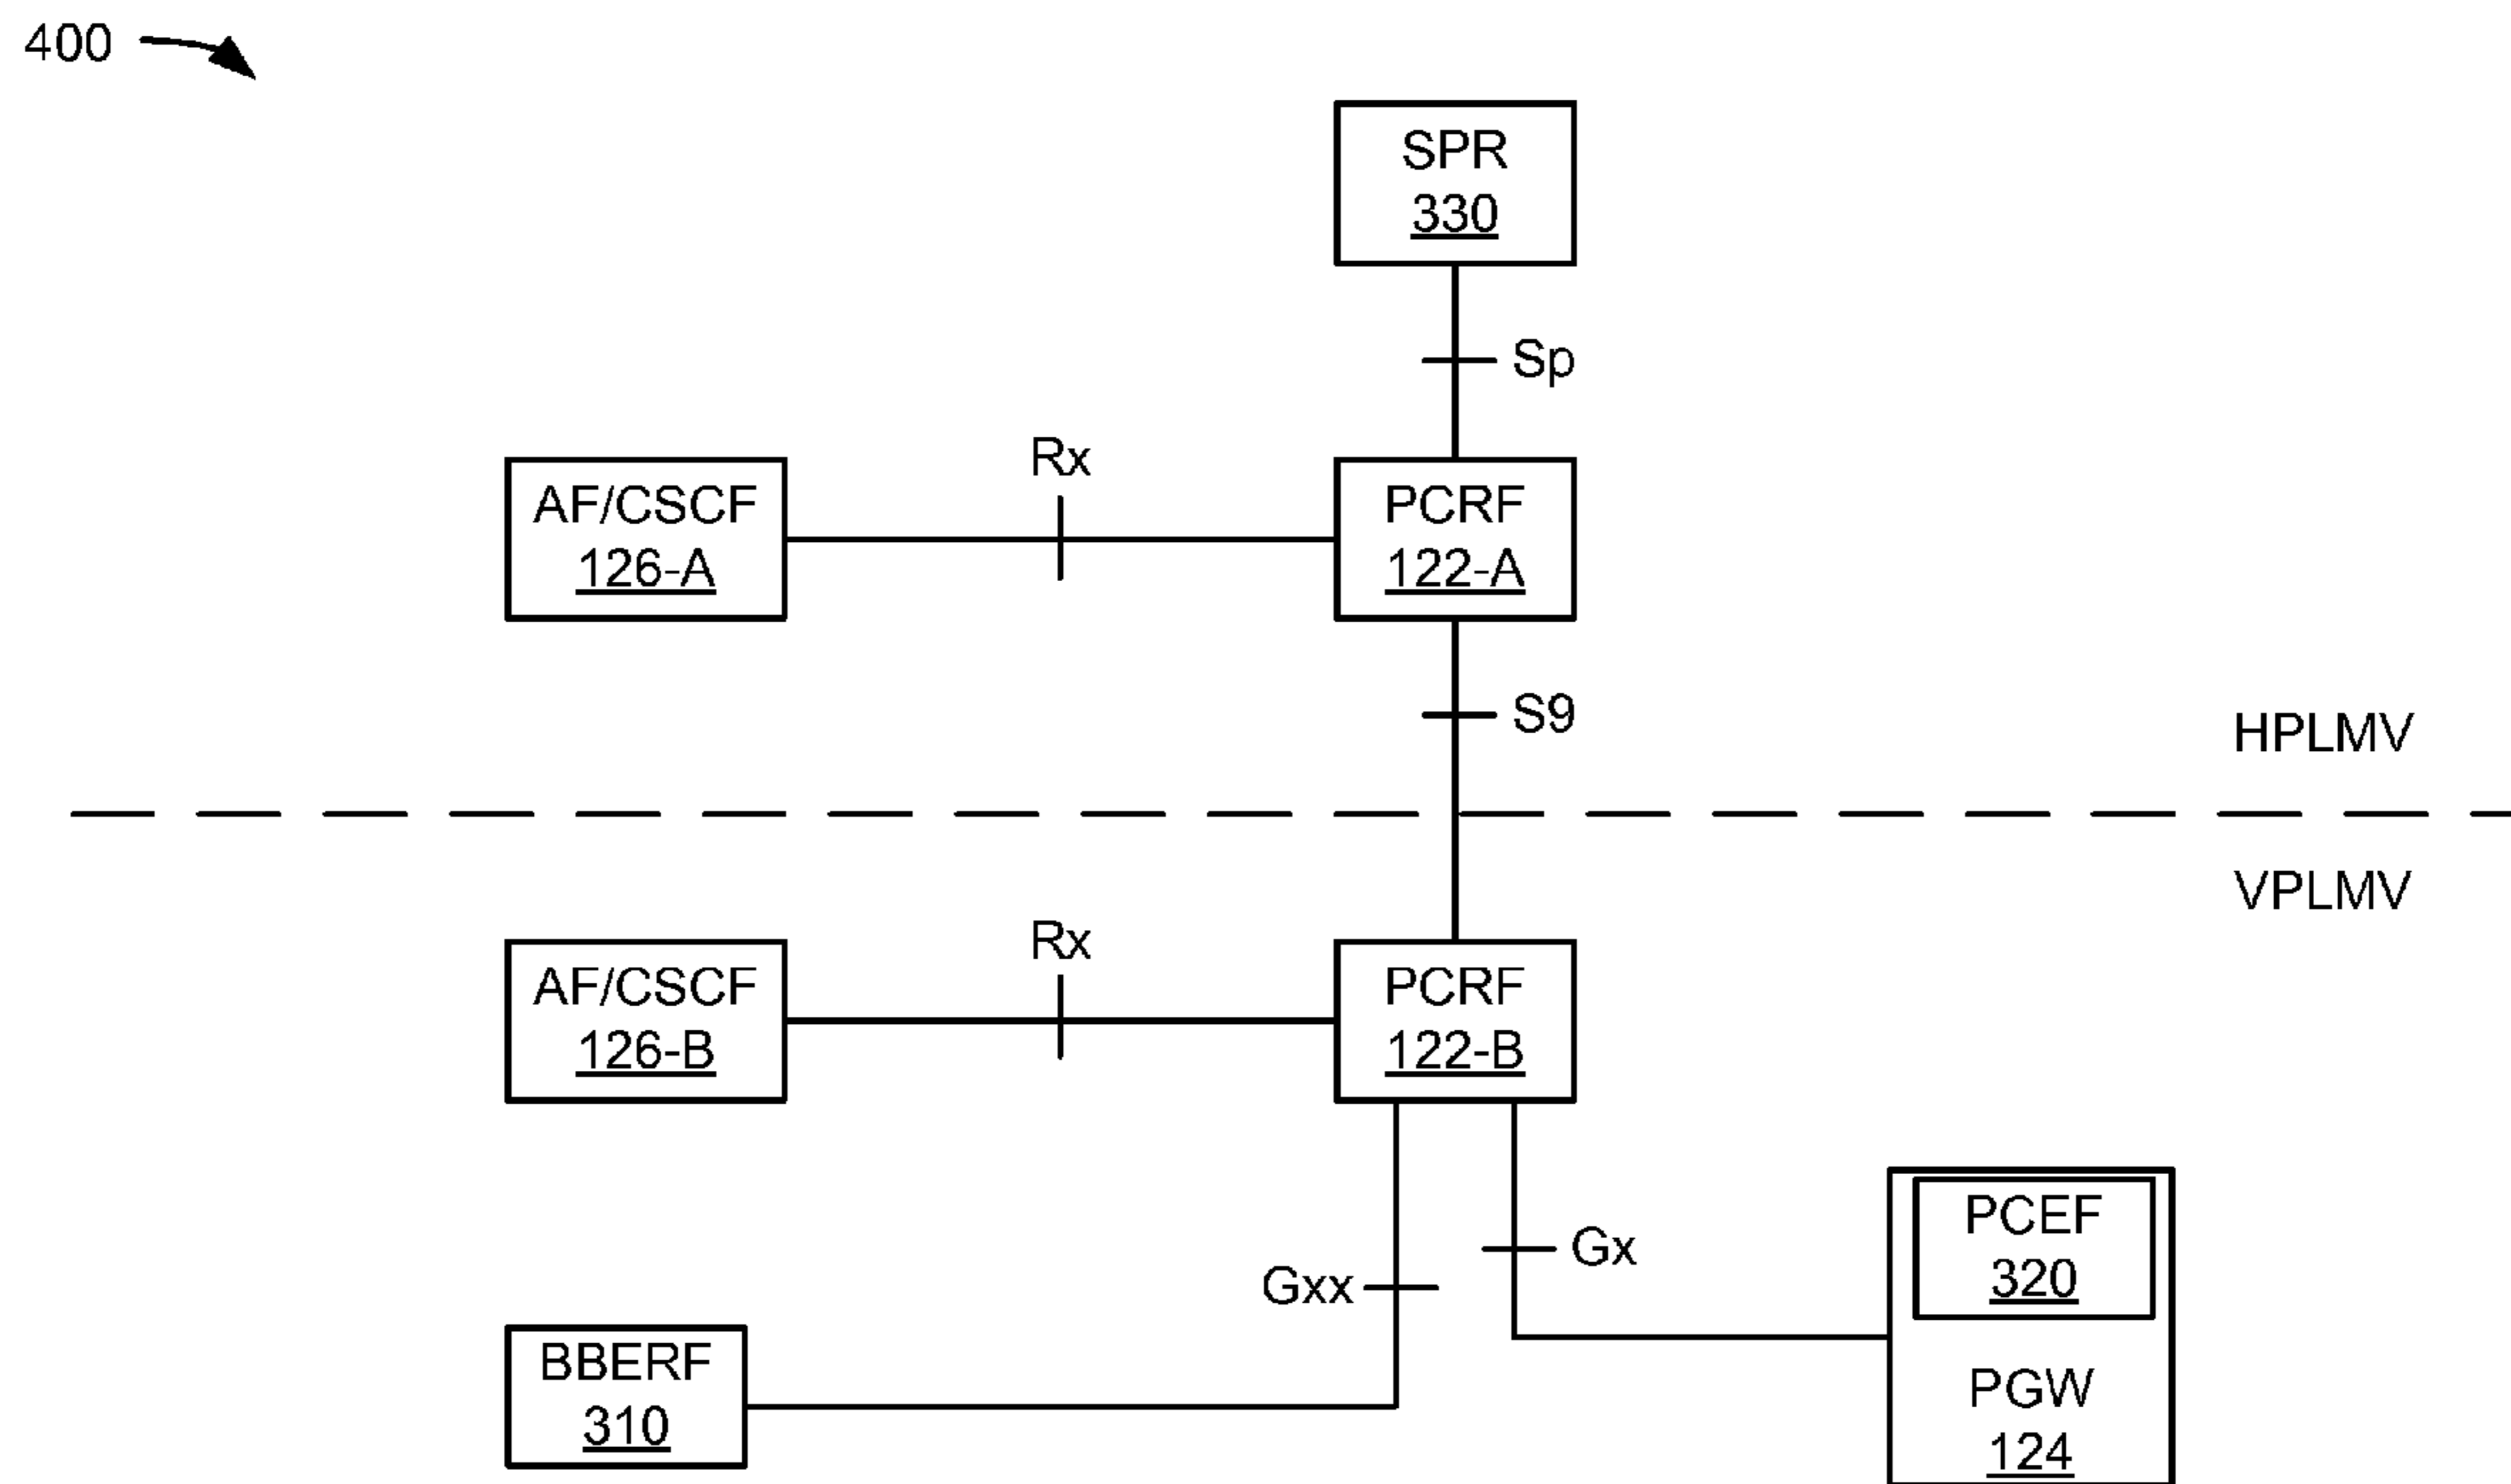 400
SPR
330
Sp
Rx
AF/CSCF
126-A
PCRF
122-A
S9
HPLMV
VPLMV
Rx
AF/CSCF
126-B
PCRF
122-B
Gxx
Gx
PCEF
320
BBERF
310
PGW
124